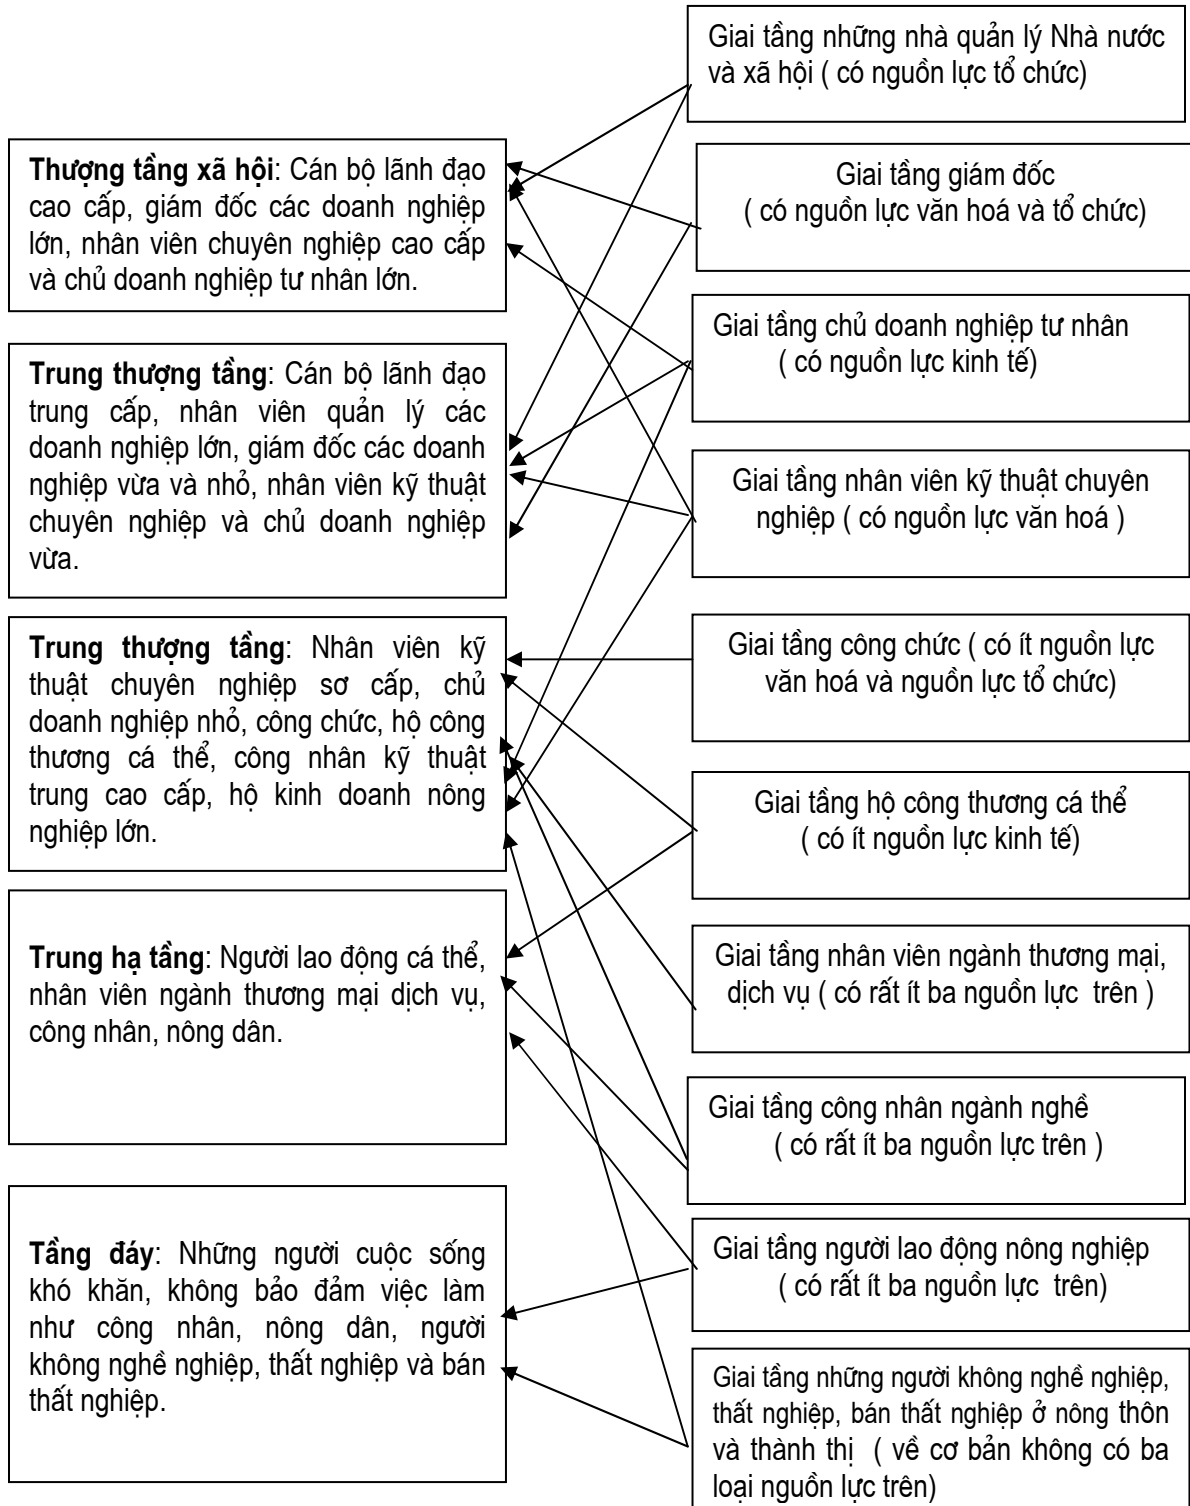 Thượng tầng xã hội: Cán bộ lãnh đạo
cao cấp, giám đốc các doanh nghiệp
lớn, nhân viên chuyên nghiệp cao cấp
và chủ doanh nghiệp tư nhân lớn.
Trung thượng tầng: Cán bộ lãnh đạo
trung cấp, nhân viên quản lý các
doanh nghiệp lớn, giám đốc các doanh
nghiệp vừa và nhỏ, nhân viên kỹ thuật
chuyên nghiệp và chủ doanh nghiệp
vừa.
Trung thượng tầng: Nhân viên kỹ
thuật chuyên nghiệp sơ cấp, chủ
doanh nghiệp nhỏ, công chức, hộ công
thương cá thể, công nhân kỹ thuật
trung cao cấp, hộ kinh doanh nông
nghiệp lớn.
Trung hạ tầng: Người lao động cá thể,
nhân viên ngành thương mại dịch vụ,
công nhân, nông dân.
Tầng đáy: Những người cuộc sống
khó khăn, không bảo đảm việc làm
như công nhân, nông dân, người
không nghề nghiệp, thất nghiệp và bán
thất nghiệp.
Giai tầng những nhà quản lý Nhà nước
và xã hội ( có nguồn lực tổ chức)
Giai tầng giám đốc
( có nguồn lực văn hoá và tổ chức)
Giai tầng chủ doanh nghiệp tư nhân
( có nguồn lực kinh tế)
Giai tầng nhân viên kỹ thuật chuyên
nghiệp ( có nguồn lực văn hoá )
Giai tầng công chức ( có ít nguồn lực
văn hoá và nguồn lực tổ chức)
Giai tầng hộ công thương cá thể
( có ít nguồn lực kinh tế)
Giai tầng nhân viên ngành thương mại,
dịch vụ ( có rất ít ba nguồn lực trên )
Giai tầng công nhân ngành nghề
( có rất ít ba nguồn lực trên )
Giai tầng người lao động nông nghiệp
( có rất ít ba nguồn lực trên)
Giai tầng những người không nghề nghiệp,
thất nghiệp, bán thất nghiệp ở nông thôn
và thành thị ( về cơ bản không có ba
loại nguồn lực trên)